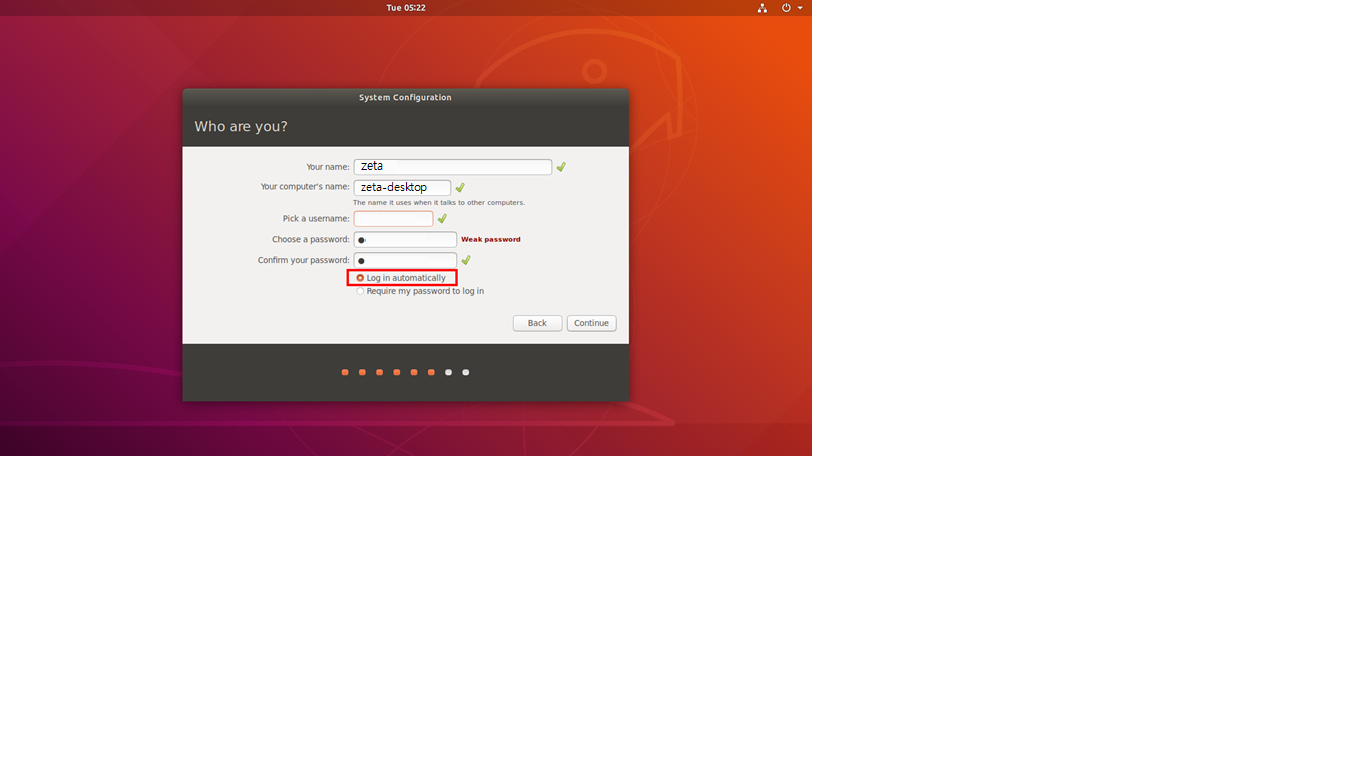 Tue 05:22
System Configuration
Who are you?
Your name: zeta
Your computer's name: zeta-desktop
The name it uses when it talks to other computers.
Pick a username:
Choose a password: ● Weak password
Confirm your password: ●
Log in automatically
Require my password to log in
Back Continue